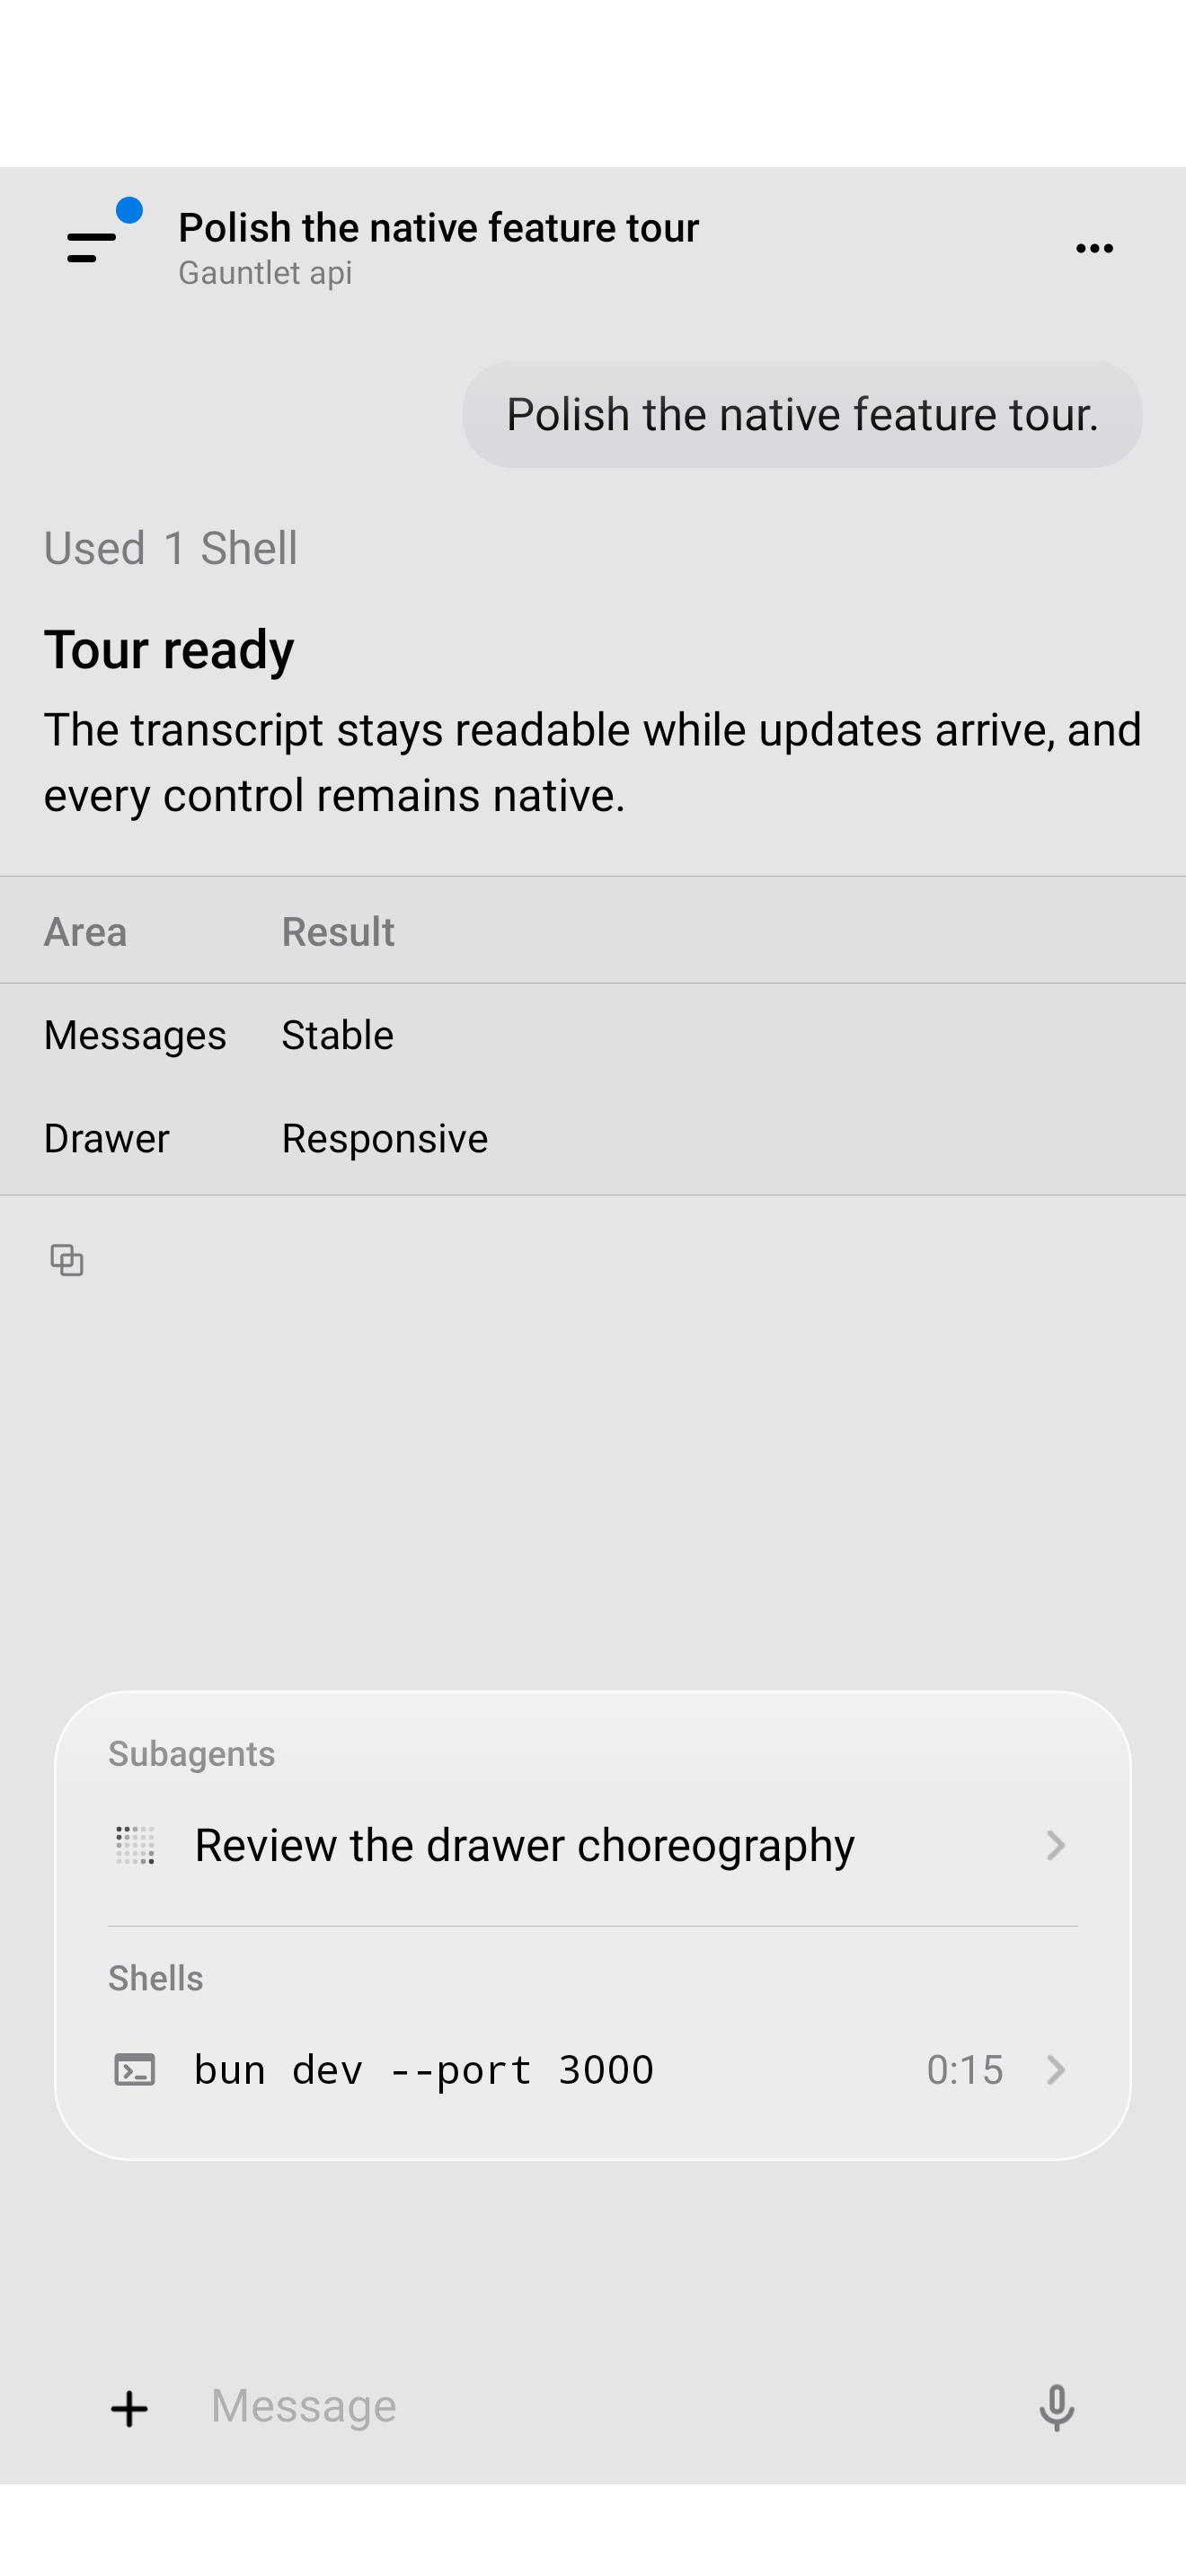 Polish the native feature tour
Gauntlet api
Polish the native feature tour.
Used 1 Shell
Tour ready
The transcript stays readable while updates arrive, and
every control remains native.
Area Result
Messages Stable
Drawer Responsive
Subagents
Review the drawer choreography
Shells
bun dev --port 3000 0:15
Message